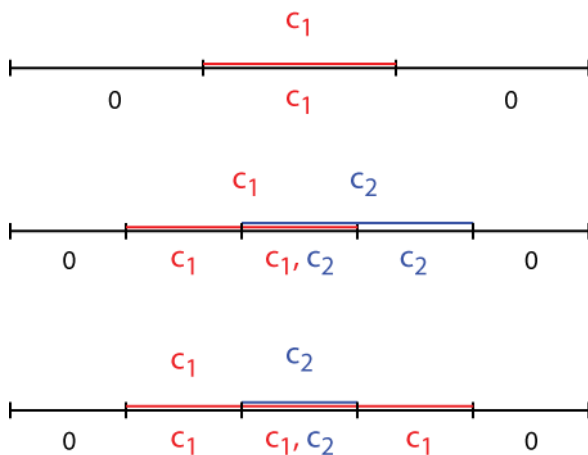 c₁
0 c₁ 0
c₁ c₂
0 c₁ c₁, c₂ c₂ 0
c₁ c₂
0 c₁ c₁, c₂ c₁ 0